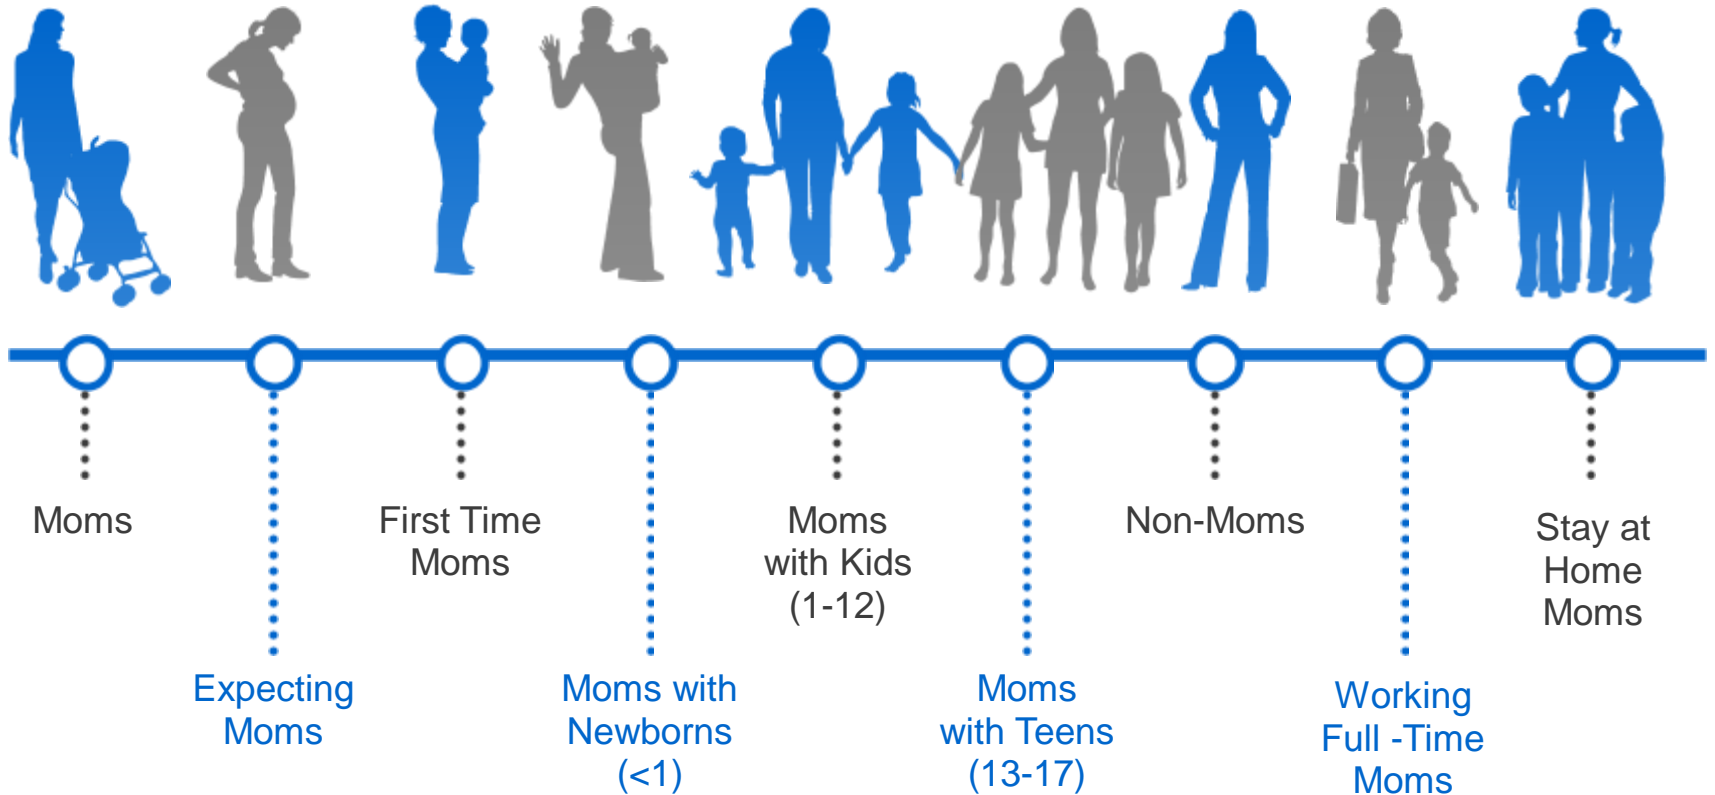 Moms
Expecting
Moms
First Time
Moms
Moms with
Newborns
(<1)
Moms
with Kids
(1-12)
Moms
with Teens
(13-17)
Non-Moms
Working
Full -Time
Moms
Stay at
Home
Moms